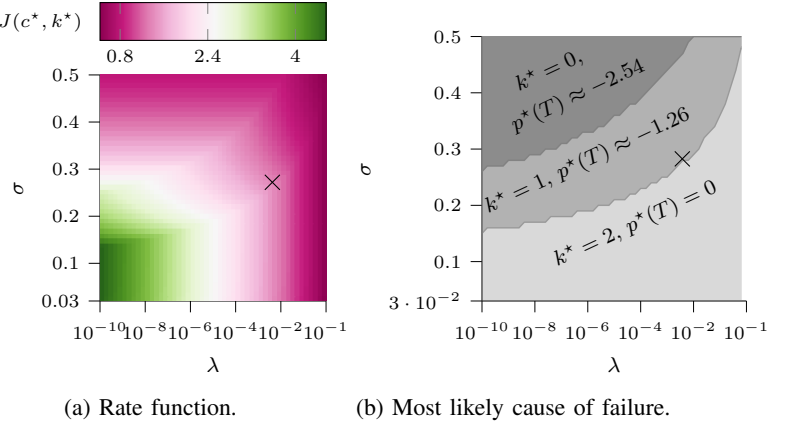 J(c⋆, k⋆)
0.8 2.4 4
0.5
0.4
0.3
0.2
0.1
0.03
σ
10⁻¹⁰ 10⁻⁸ 10⁻⁶ 10⁻⁴ 10⁻² 10⁻¹
λ
(a) Rate function.
0.5
0.4
0.3
0.2
0.1
3 · 10⁻²
σ
k⋆ = 0,
p⋆(T) ≈ −2.54
k⋆ = 1, p⋆(T) ≈ −1.26
k⋆ = 2, p⋆(T) = 0
10⁻¹⁰ 10⁻⁸ 10⁻⁶ 10⁻⁴ 10⁻² 10⁻¹
λ
(b) Most likely cause of failure.